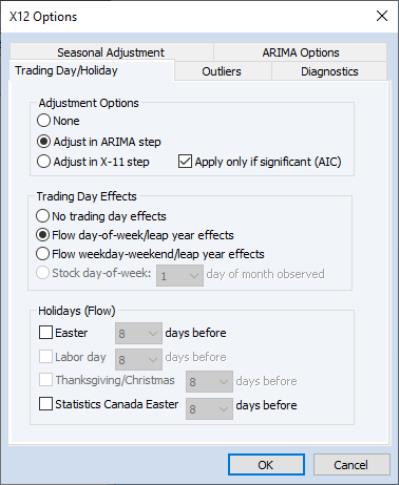 X12 Options
Seasonal Adjustment ARIMA Options
Trading Day/Holiday Outliers Diagnostics
Adjustment Options
None
Adjust in ARIMA step
Adjust in X-11 step Apply only if significant (AIC)
Trading Day Effects
No trading day effects
Flow day-of-week/leap year effects
Flow weekday-weekend/leap year effects
Stock day-of-week: 1 day of month observed
Holidays (Flow)
Easter 8 days before
Labor day 8 days before
Thanksgiving/Christmas 8 days before
Statistics Canada Easter 8 days before
OK Cancel